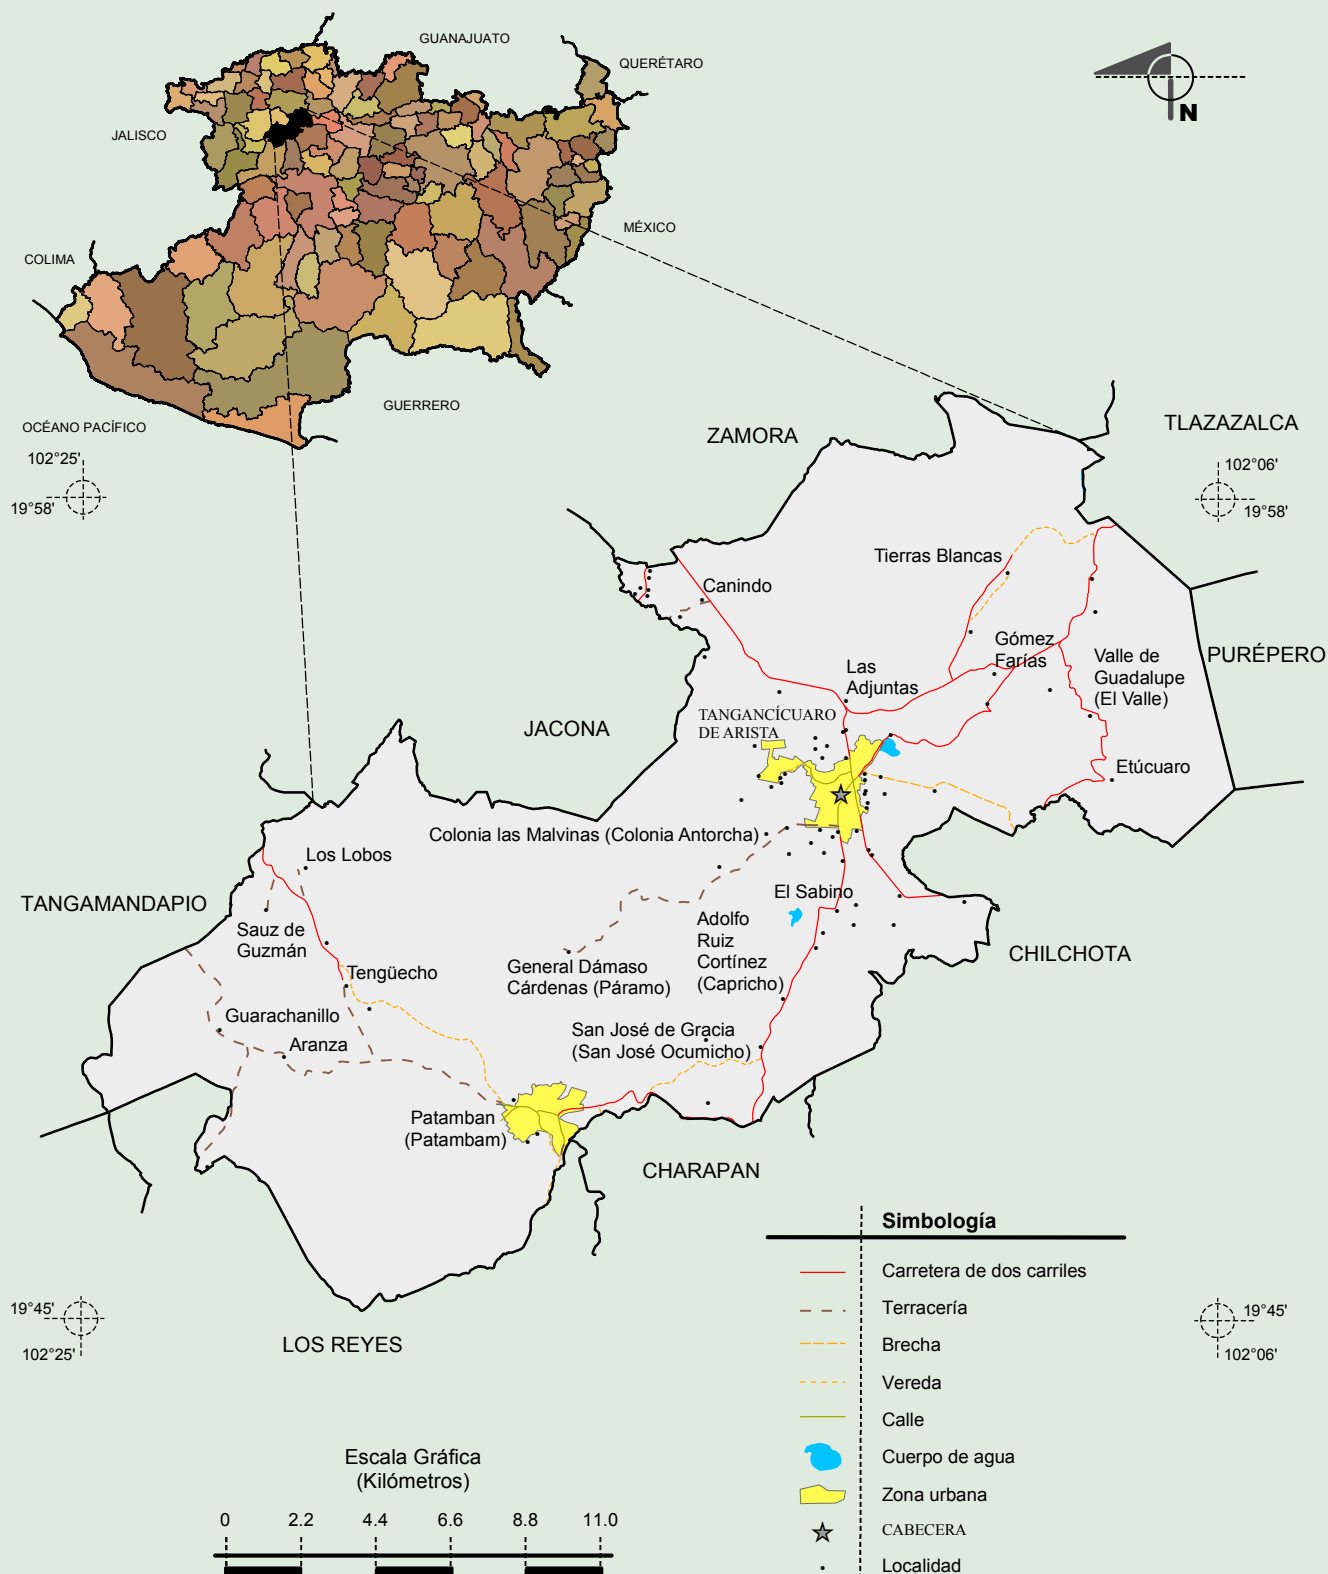 GUANAJUATO
QUERÉTARO
N
JALISCO
MÉXICO
COLIMA
GUERRERO
OCÉANO PACÍFICO
ZAMORA
TLAZAZALCA
102°25'
19°58'
102°06'
19°58'
Tierras Blancas
Canindo
Gómez
Farías
Valle de
Guadalupe
(El Valle)
PURÉPERO
Las
Adjuntas
TANGANCÍCUARO
DE ARISTA
JACONA
Etúcuaro
Colonia las Malvinas (Colonia Antorcha)
Los Lobos
TANGAMANDAPIO
El Sabino
Sauz de
Guzmán
Adolfo
Ruiz
Cortínez
(Capricho)
CHILCHOTA
General Dámaso
Cárdenas (Páramo)
Tengüecho
Guarachanillo
Aranza
San José de Gracia
(San José Ocumicho)
Patamban
(Patambam)
CHARAPAN
LOS REYES
19°45'
102°25'
19°45'
102°06'
Simbología
Carretera de dos carriles
Terracería
Brecha
Vereda
Calle
Cuerpo de agua
Zona urbana
CABECERA
Localidad
Escala Gráfica
(Kilómetros)
0 2.2 4.4 6.6 8.8 11.0